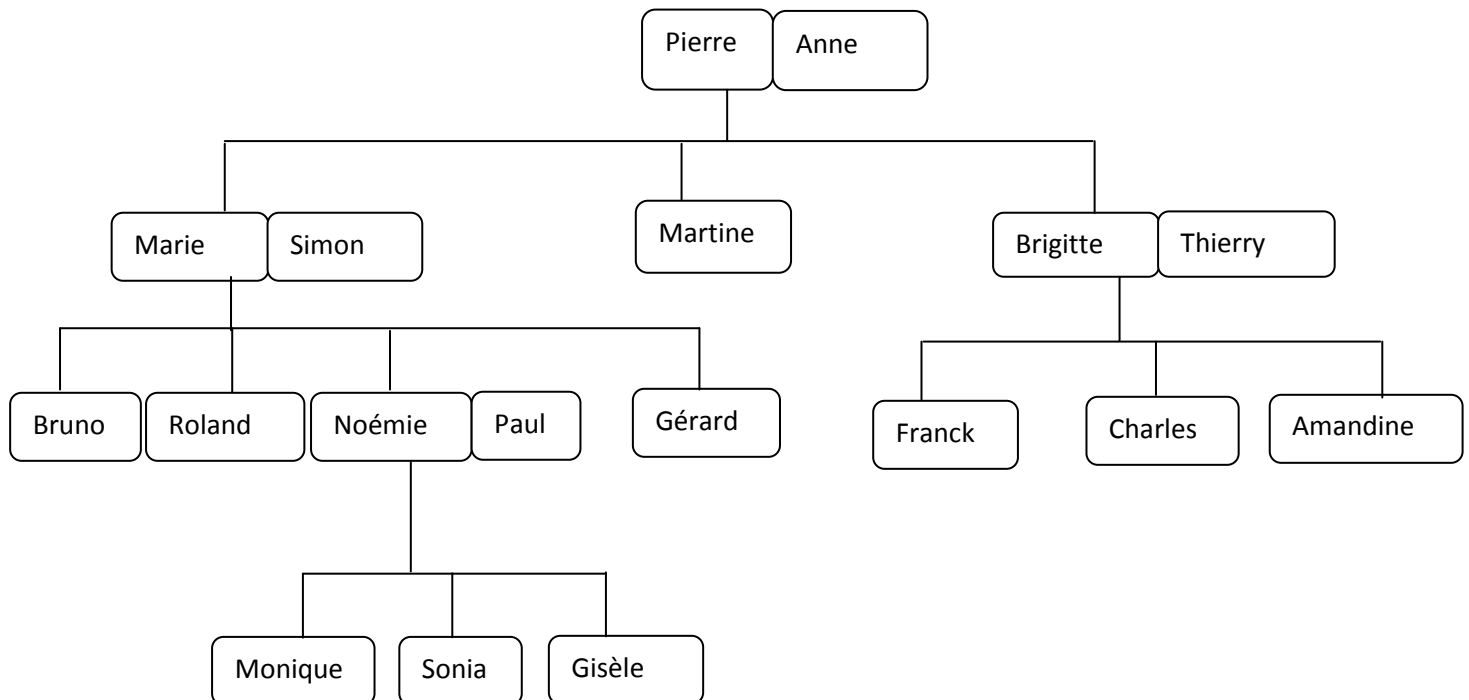 Pierre Anne
Marie Simon Martine Brigitte Thierry
Bruno Roland Noémie Paul Gérard Franck Charles Amandine
Monique Sonia Gisèle